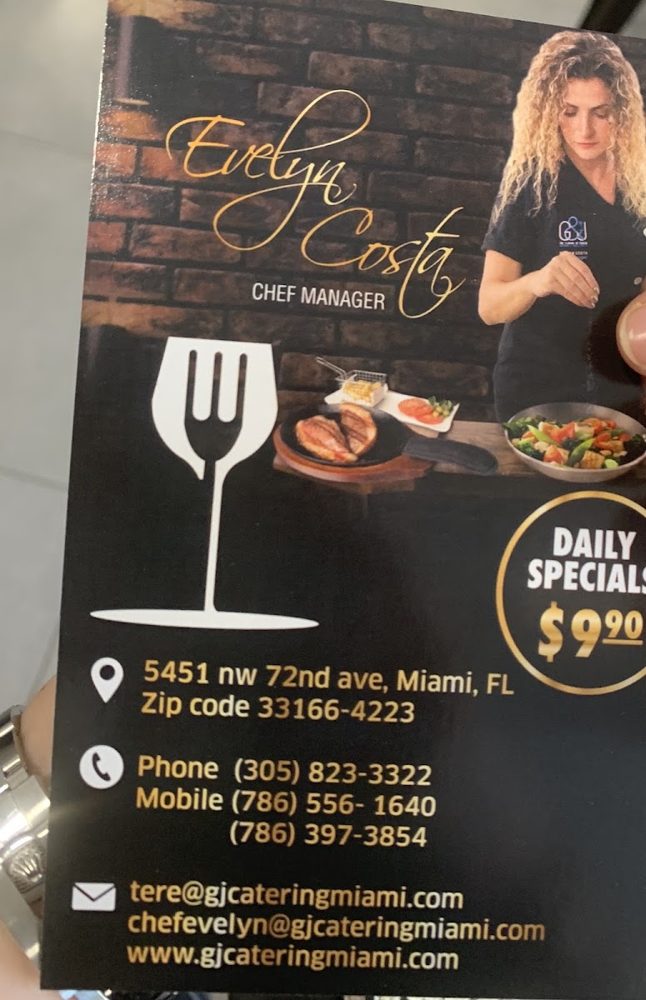 Evelyn
Costa
CHEF MANAGER
G&J
DAILY
SPECIALS
$9.90
5451 nw 72nd ave, Miami, FL
Zip code 33166-4223
Phone (305) 823-3322
Mobile (786) 556- 1640
(786) 397-3854
tere@gjcateringmiami.com
chefevelyn@gjcateringmiami.com
www.gjcateringmiami.com